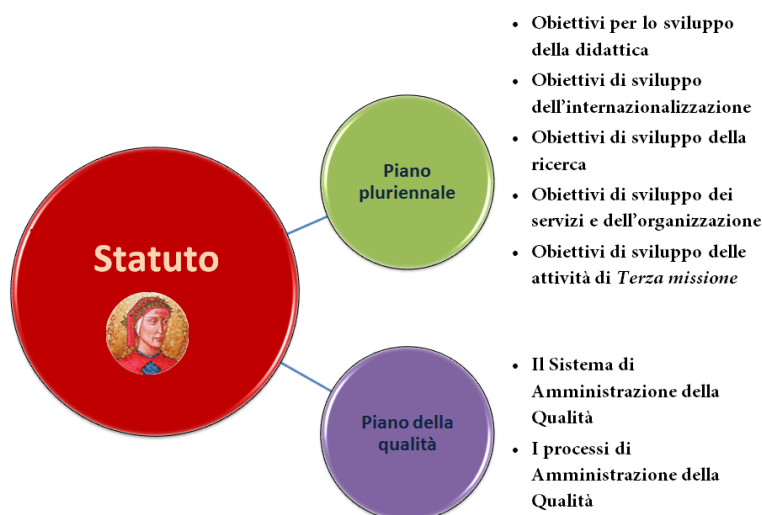 Statuto
Piano
pluriennale
• Obiettivi per lo sviluppo
della didattica
• Obiettivi di sviluppo
dell'internazionalizzazione
• Obiettivi di sviluppo della
ricerca
• Obiettivi di sviluppo dei
servizi e dell'organizzazione
• Obiettivi di sviluppo delle
attività di Terza missione
Piano della
qualità
• Il Sistema di
Amministrazione della
Qualità
• I processi di
Amministrazione della
Qualità